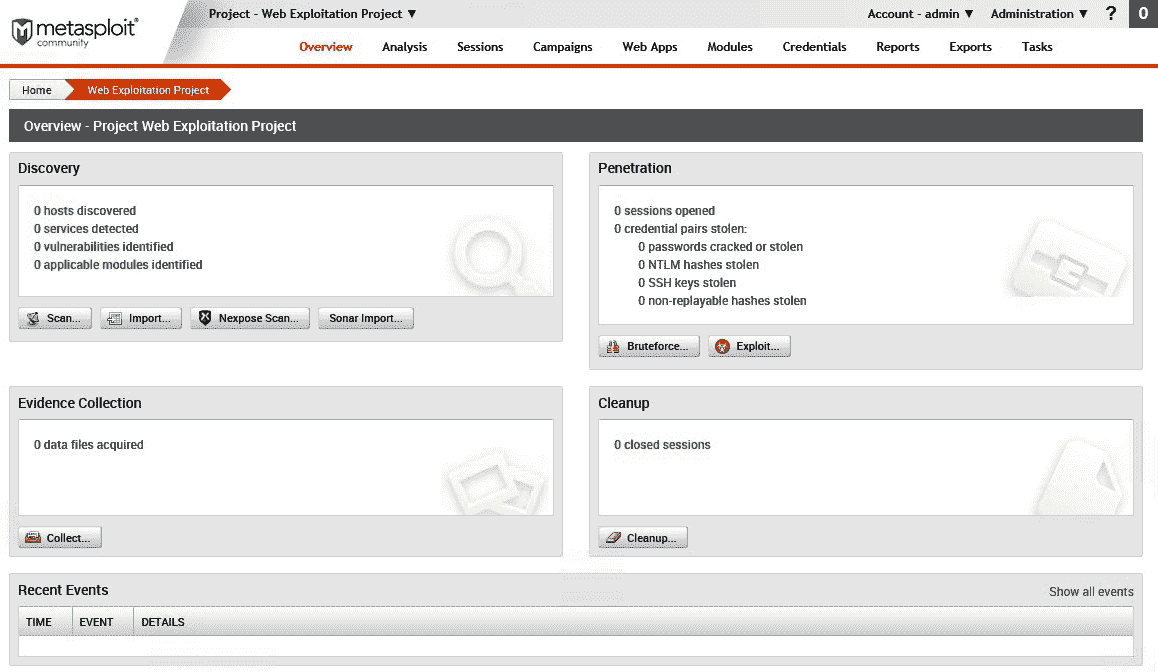 metasploit®
community
Project - Web Exploitation Project ▼
Account - admin ▼ Administration ▼ ? 0
Overview Analysis Sessions Campaigns Web Apps Modules Credentials Reports Exports Tasks
Home Web Exploitation Project
Overview - Project Web Exploitation Project
Discovery
0 hosts discovered
0 services detected
0 vulnerabilities identified
0 applicable modules identified
Scan... Import... Nexpose Scan... Sonar Import...
Penetration
0 sessions opened
0 credential pairs stolen:
0 passwords cracked or stolen
0 NTLM hashes stolen
0 SSH keys stolen
0 non-replayable hashes stolen
Bruteforce... Exploit...
Evidence Collection
0 data files acquired
Collect...
Cleanup
0 closed sessions
Cleanup...
Recent Events
Show all events
TIME EVENT DETAILS